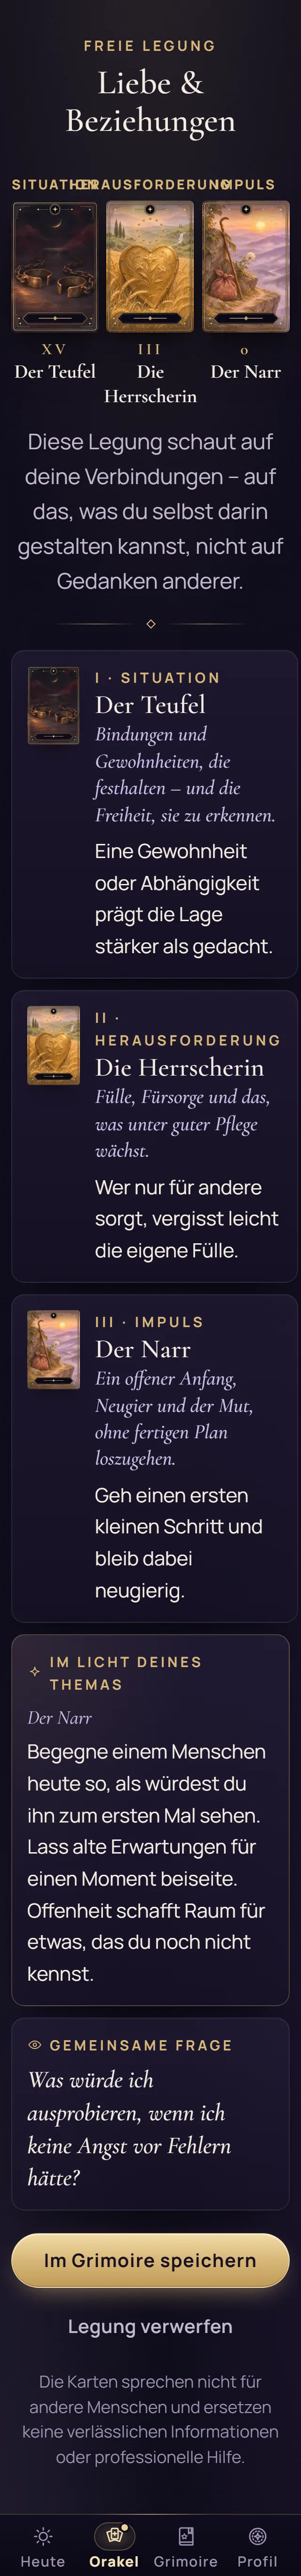 FREIE LEGUNG
Liebe &
Beziehungen
SITUATION HERAUSFORDERUNG IMPULS
XV III 0
Der Teufel Die Der Narr
Herrscherin
Diese Legung schaut auf
deine Verbindungen – auf
das, was du selbst darin
gestalten kannst, nicht auf
Gedanken anderer.
I · SITUATION
Der Teufel
Bindungen und
Gewohnheiten, die
festhalten – und die
Freiheit, sie zu erkennen.
Eine Gewohnheit
oder Abhängigkeit
prägt die Lage
stärker als gedacht.
II ·
HERAUSFORDERUNG
Die Herrscherin
Fülle, Fürsorge und das,
was unter guter Pflege
wächst.
Wer nur für andere
sorgt, vergisst leicht
die eigene Fülle.
III · IMPULS
Der Narr
Ein offener Anfang,
Neugier und der Mut,
ohne fertigen Plan
loszugehen.
Geh einen ersten
kleinen Schritt und
bleib dabei
neugierig.
IM LICHT DEINES
THEMAS
Der Narr
Begegne einem Menschen
heute so, als würdest du
ihn zum ersten Mal sehen.
Lass alte Erwartungen für
einen Moment beiseite.
Offenheit schafft Raum für
etwas, das du noch nicht
kennst.
GEMEINSAME FRAGE
Was würde ich
ausprobieren, wenn ich
keine Angst vor Fehlern
hätte?
Im Grimoire speichern
Legung verwerfen
Die Karten sprechen nicht für
andere Menschen und ersetzen
keine verlässlichen Informationen
oder professionelle Hilfe.
Heute Orakel Grimoire Profil